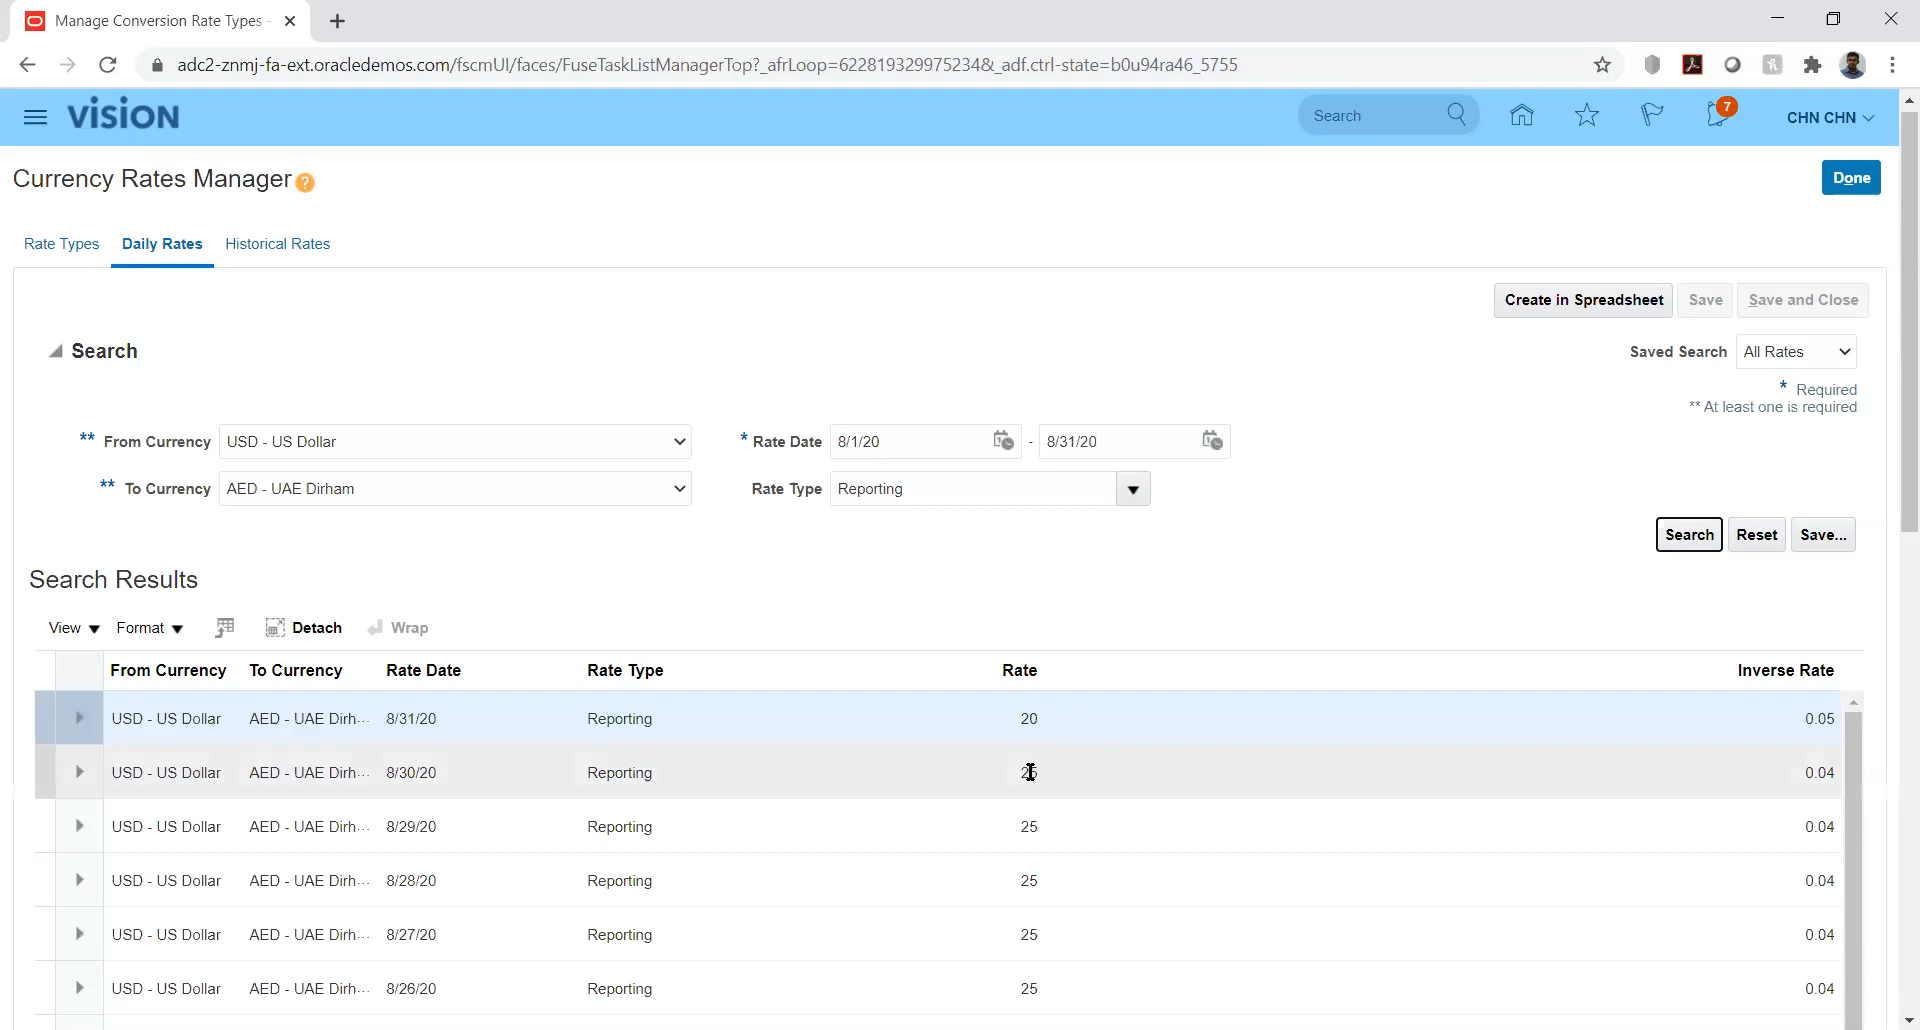 Manage Conversion Rate Types -
adc2-znmj-fa-ext.oracledemos.com/fscmUI/faces/FuseTaskListManagerTop?_afrLoop=622819329975234&_adf.ctrl-state=b0u94ra46_5755
VISION
Search
7
CHN CHN
Currency Rates Manager ?
Done
Rate Types Daily Rates Historical Rates
Create in Spreadsheet Save Save and Close
Search
Saved Search All Rates
* Required
** At least one is required
** From Currency USD - US Dollar * Rate Date 8/1/20 - 8/31/20
** To Currency AED - UAE Dirham Rate Type Reporting
Search Reset Save...
Search Results
View Format Detach Wrap
From Currency To Currency Rate Date Rate Type Rate Inverse Rate
USD - US Dollar AED - UAE Dirh... 8/31/20 Reporting 20 0.05
USD - US Dollar AED - UAE Dirh... 8/30/20 Reporting 25 0.04
USD - US Dollar AED - UAE Dirh... 8/29/20 Reporting 25 0.04
USD - US Dollar AED - UAE Dirh... 8/28/20 Reporting 25 0.04
USD - US Dollar AED - UAE Dirh... 8/27/20 Reporting 25 0.04
USD - US Dollar AED - UAE Dirh... 8/26/20 Reporting 25 0.04